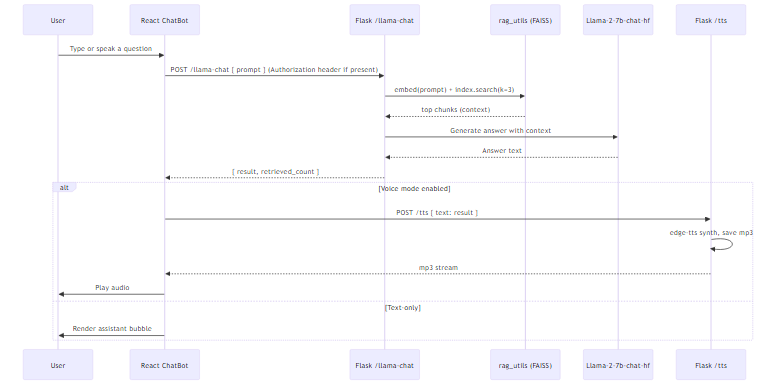 User
React ChatBot
Flask /llama-chat
rag_utils (FAISS)
Llama-2-7b-chat-hf
Flask /tts
Type or speak a question
POST /llama-chat [ prompt ] (Authorization header if present)
embed(prompt) + index.search(k=3)
top chunks (context)
Generate answer with context
Answer text
[ result, retrieved_count ]
alt
[Voice mode enabled]
POST /tts [ text: result ]
edge-tts synth, save mp3
mp3 stream
Play audio
[Text-only]
Render assistant bubble
User
React ChatBot
Flask /llama-chat
rag_utils (FAISS)
Llama-2-7b-chat-hf
Flask /tts